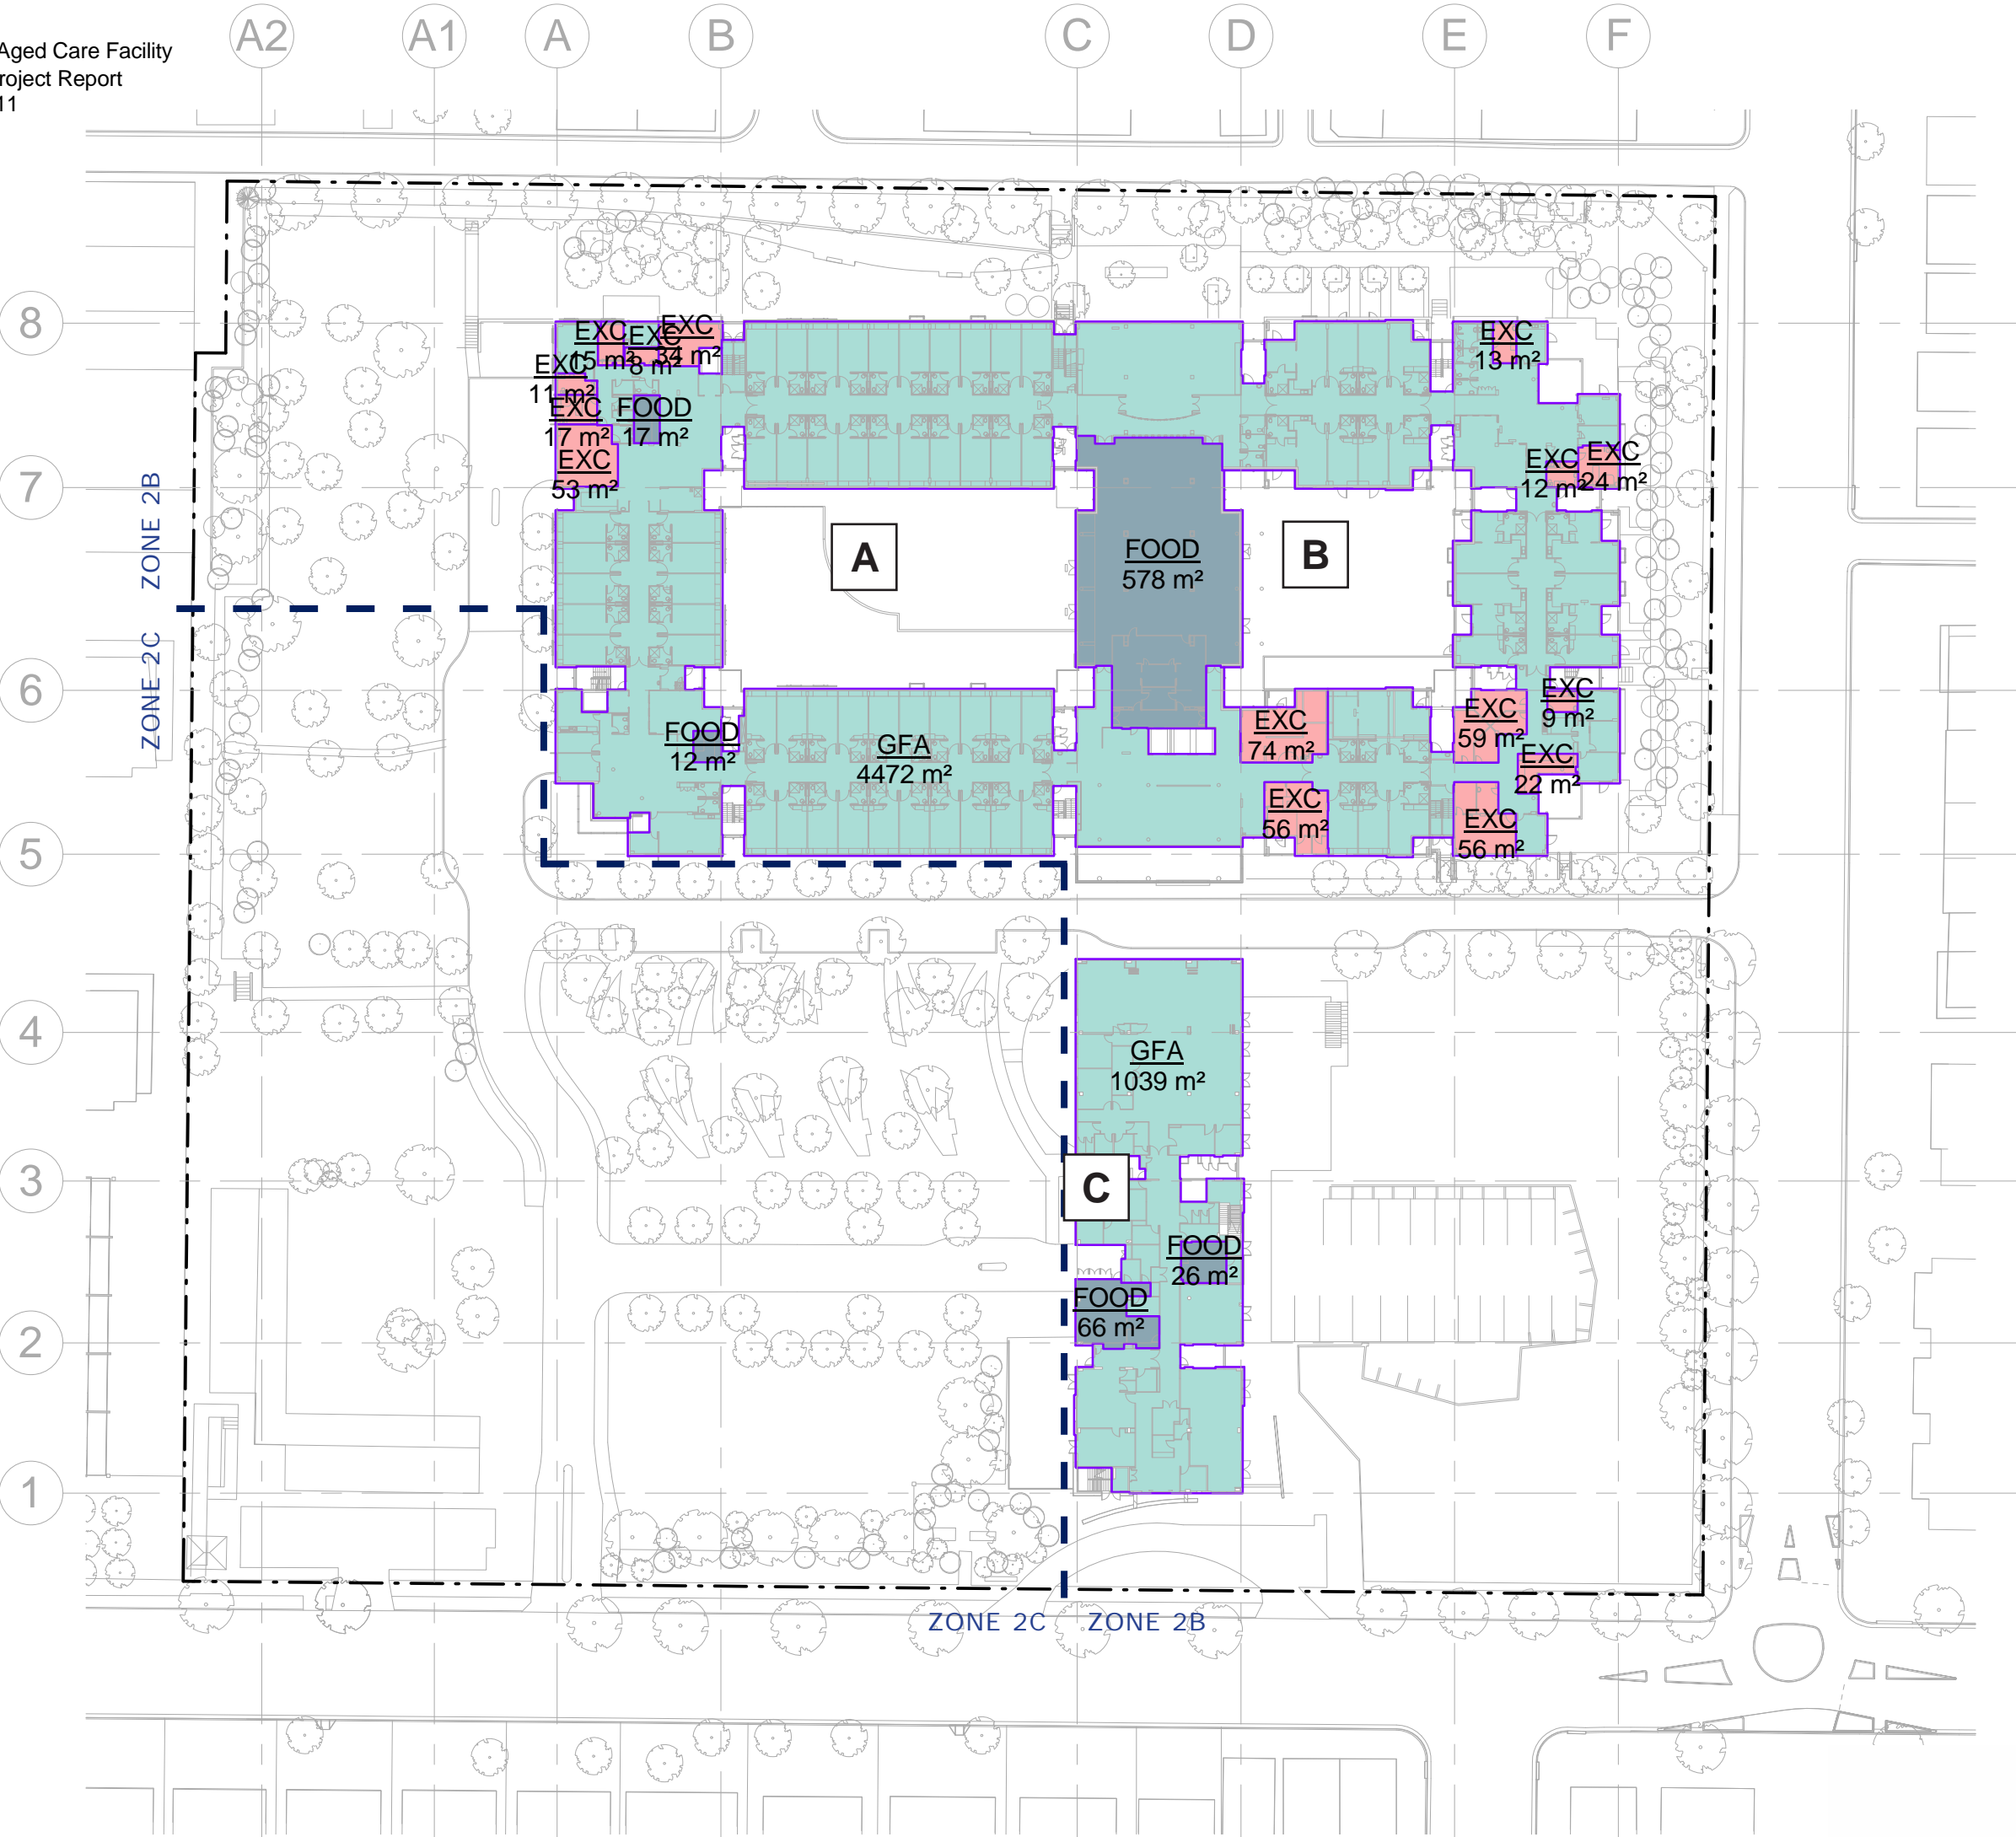 A2 A1 A B C D E F
Aged Care Facility
roject Report
11
8
EXC
15 m²
EXC
8 m²
EXC
34 m²
EXC
13 m²
EXC
11 m²
EXC
17 m²
FOOD
17 m²
EXC
53 m²
EXC
12 m²
EXC
24 m²
7
ZONE 2B
A
FOOD
578 m²
B
ZONE 2C
6
EXC
9 m²
FOOD
12 m²
GFA
4472 m²
EXC
74 m²
EXC
59 m²
EXC
22 m²
EXC
56 m²
EXC
56 m²
5
4
GFA
1039 m²
3
C
FOOD
26 m²
FOOD
66 m²
2
1
ZONE 2C ZONE 2B